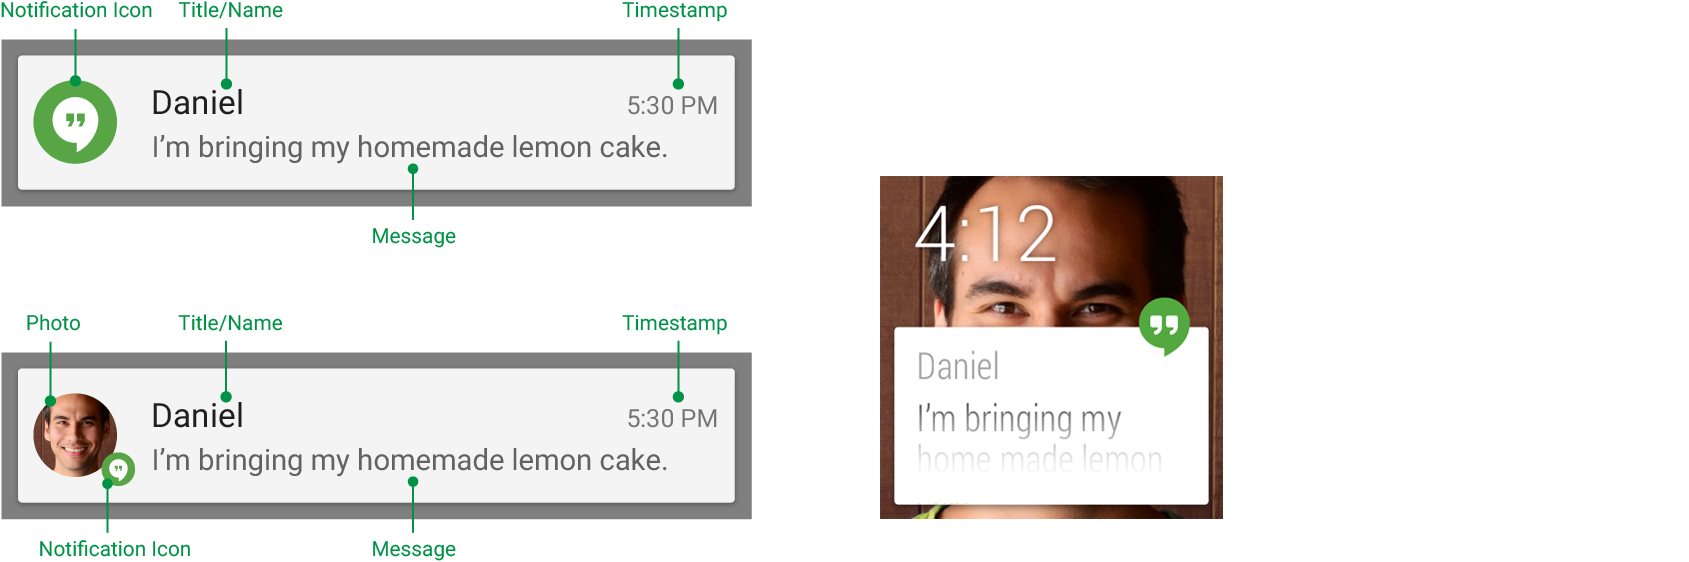 Notification Icon
Title/Name
Timestamp
Daniel
5:30 PM
I’m bringing my homemade lemon cake.
Message
Photo
Title/Name
Timestamp
Daniel
5:30 PM
I’m bringing my homemade lemon cake.
Notification Icon
Message
4:12
Daniel
I’m bringing my
home made lemon